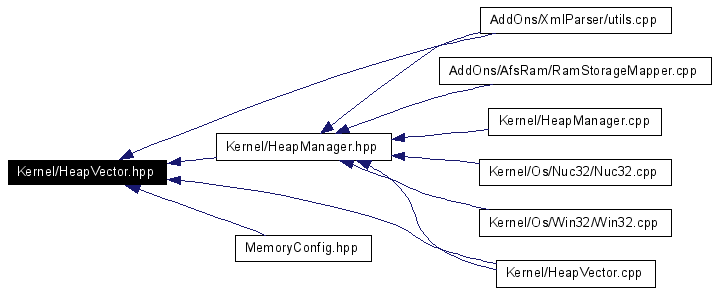 AddOns/XmlParser/utils.cpp
AddOns/AfsRam/RamStorageMapper.cpp
Kernel/HeapManager.cpp
Kernel/HeapManager.hpp
Kernel/HeapVector.hpp
Kernel/Os/Nuc32/Nuc32.cpp
Kernel/Os/Win32/Win32.cpp
MemoryConfig.hpp
Kernel/HeapVector.cpp